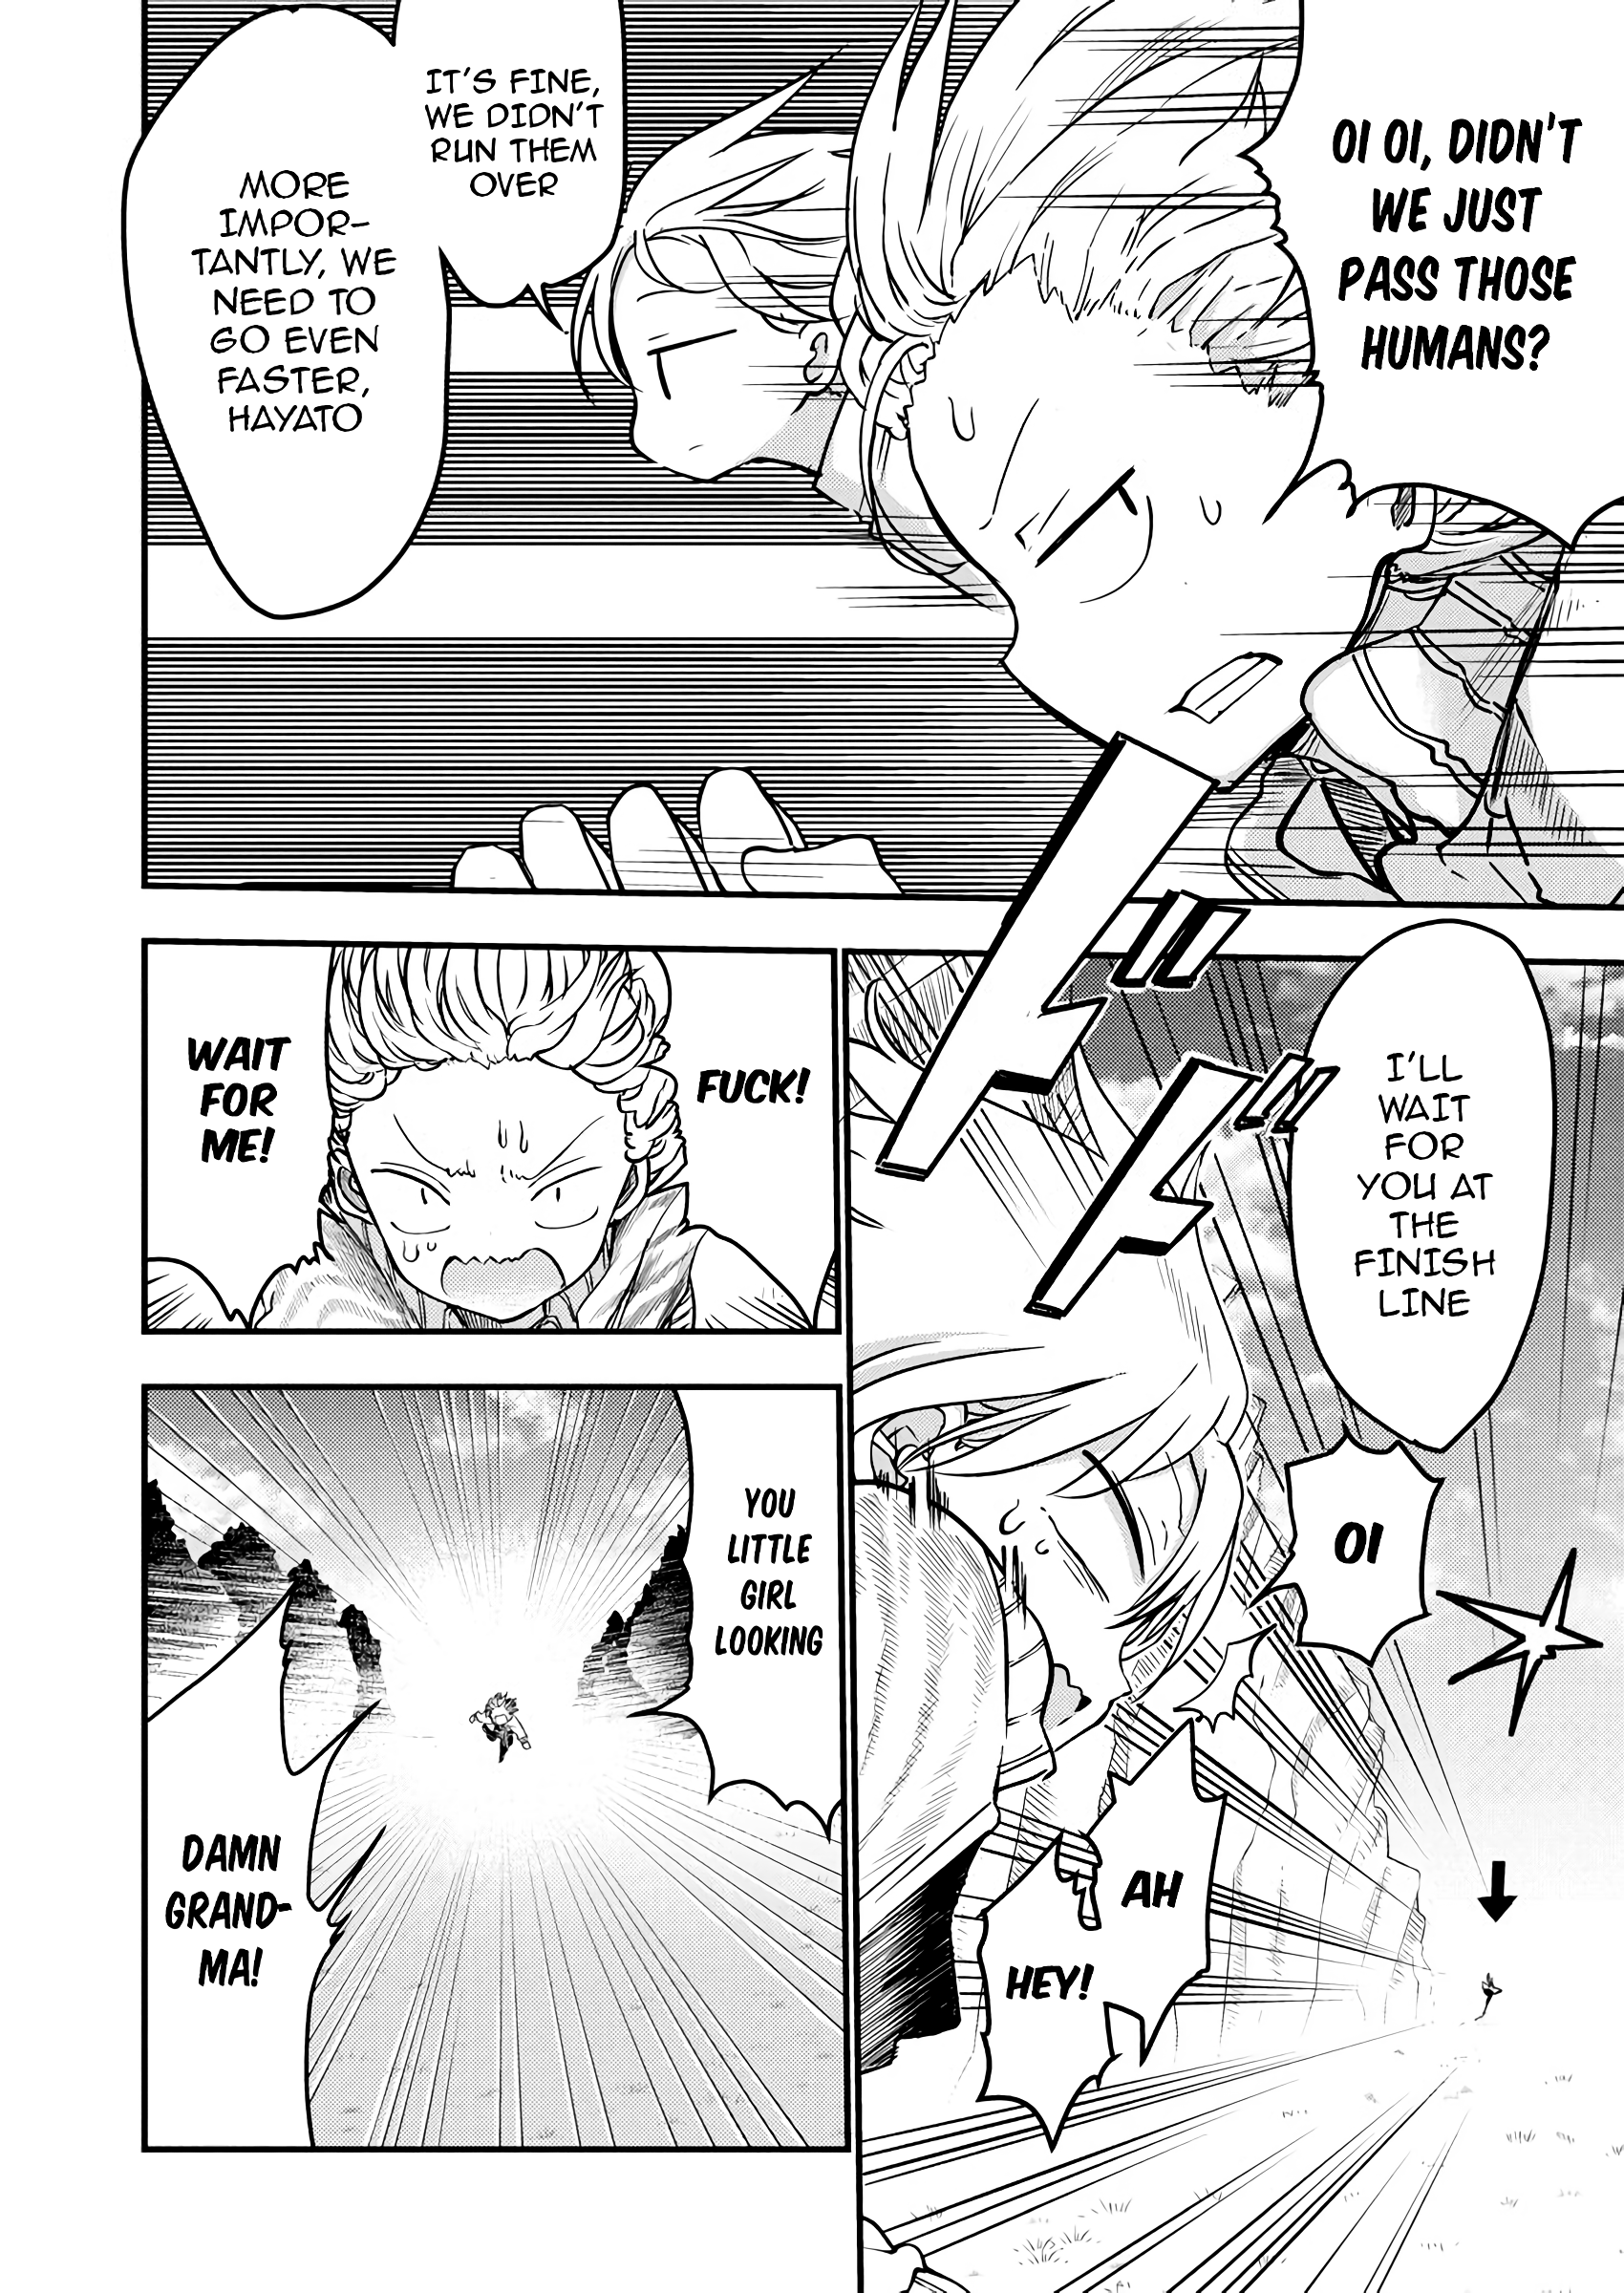 OI OI, DIDN'T
WE JUST
PASS THOSE
HUMANS?
IT'S FINE,
WE DIDN'T
RUN THEM
OVER
MORE
IMPOR-
TANTLY, WE
NEED TO
GO EVEN
FASTER,
HAYATO
I'LL
WAIT
FOR
YOU AT
THE
FINISH
LINE
OI
AH
HEY!
FUCK!
WAIT
FOR
ME!
YOU
LITTLE
GIRL
LOOKING
DAMN
GRAND-
MA!